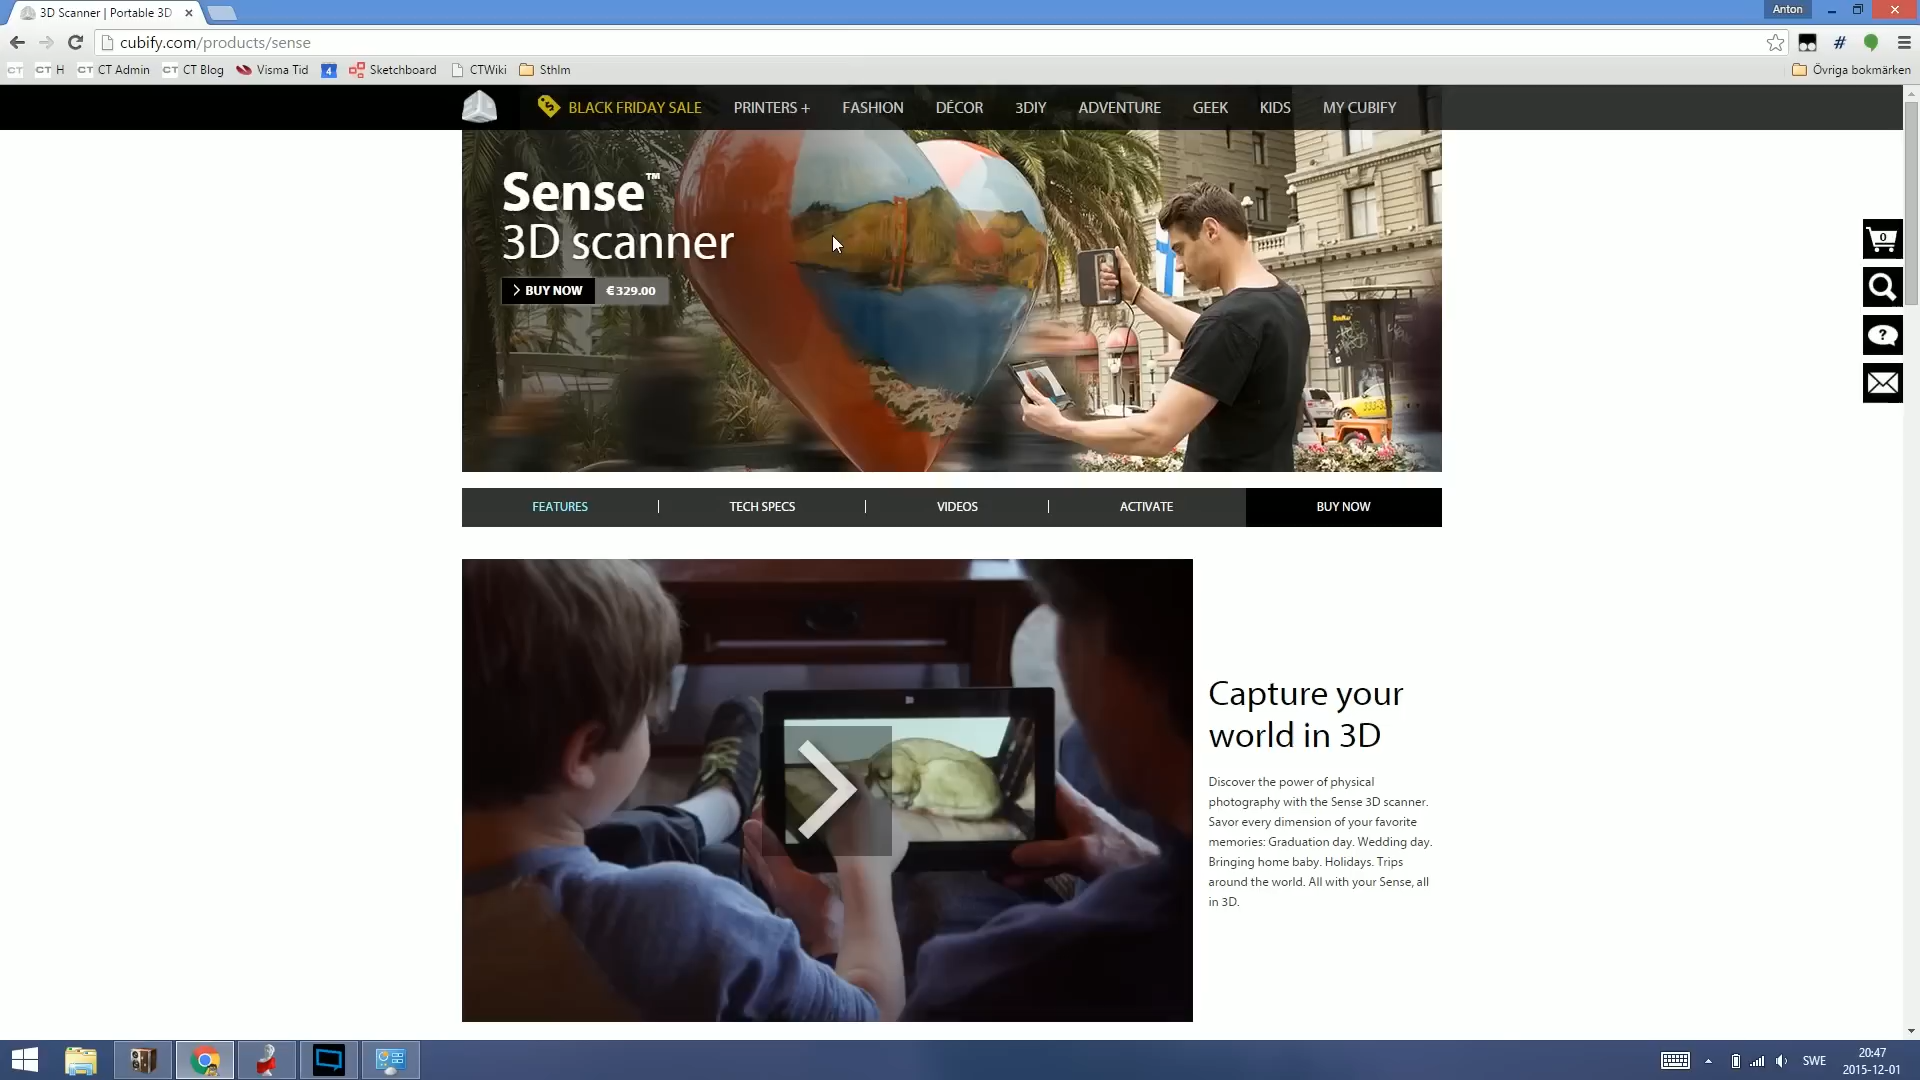 3D Scanner | Portable 3D
Anton
cubify.com/products/sense
CT
CT H
CT Admin
CT Blog
Visma Tid
4
Sketchboard
CTWiki
Sthlm
Övriga bokmärken
BLACK FRIDAY SALE
PRINTERS +
FASHION
DÉCOR
3DIY
ADVENTURE
GEEK
KIDS
MY CUBIFY
Sense™
3D scanner
BUY NOW
€329.00
0
?
FEATURES
TECH SPECS
VIDEOS
ACTIVATE
BUY NOW
Capture your
world in 3D
Discover the power of physical
photography with the Sense 3D scanner.
Savor every dimension of your favorite
memories: Graduation day. Wedding day.
Bringing home baby. Holidays. Trips
around the world. All with your Sense, all
in 3D.
SWE
20:47
2015-12-01